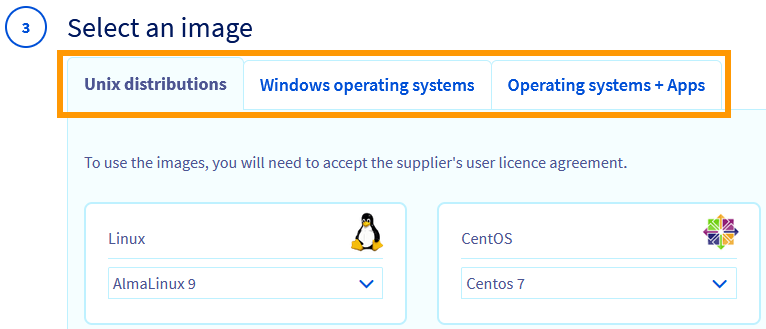 3
Select an image
Unix distributions
Windows operating systems
Operating systems + Apps
To use the images, you will need to accept the supplier's user licence agreement.
Linux
AlmaLinux 9
CentOS
Centos 7